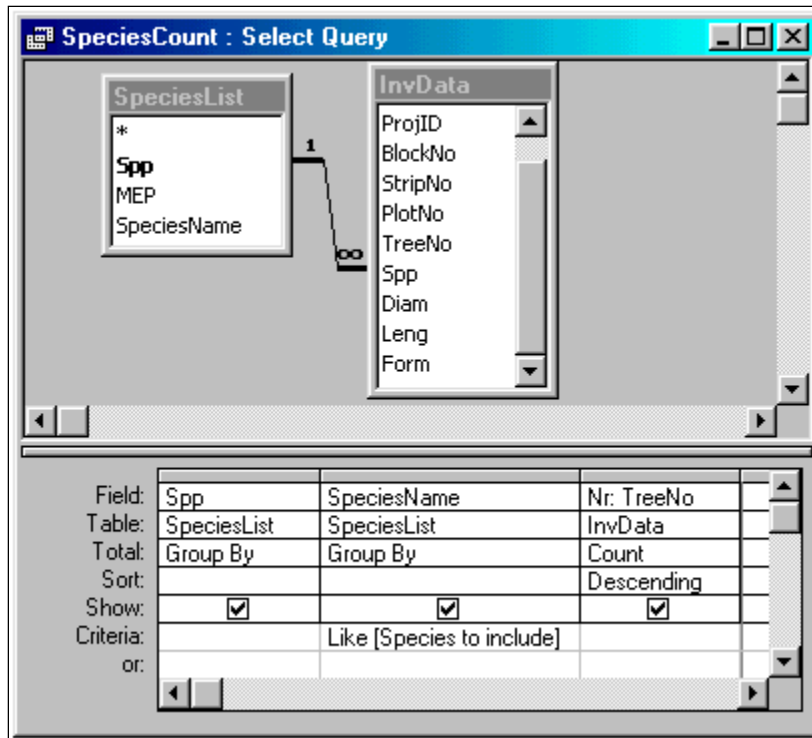 SpeciesCount : Select Query
SpeciesList
*
Spp
MEP
SpeciesName
1
∞
InvData
ProjID
BlockNo
StripNo
PlotNo
TreeNo
Spp
Diam
Leng
Form
Field: Spp SpeciesName Nr: TreeNo
Table: SpeciesList SpeciesList InvData
Total: Group By Group By Count
Sort: Descending
Show:
Criteria: Like [Species to include]
or: